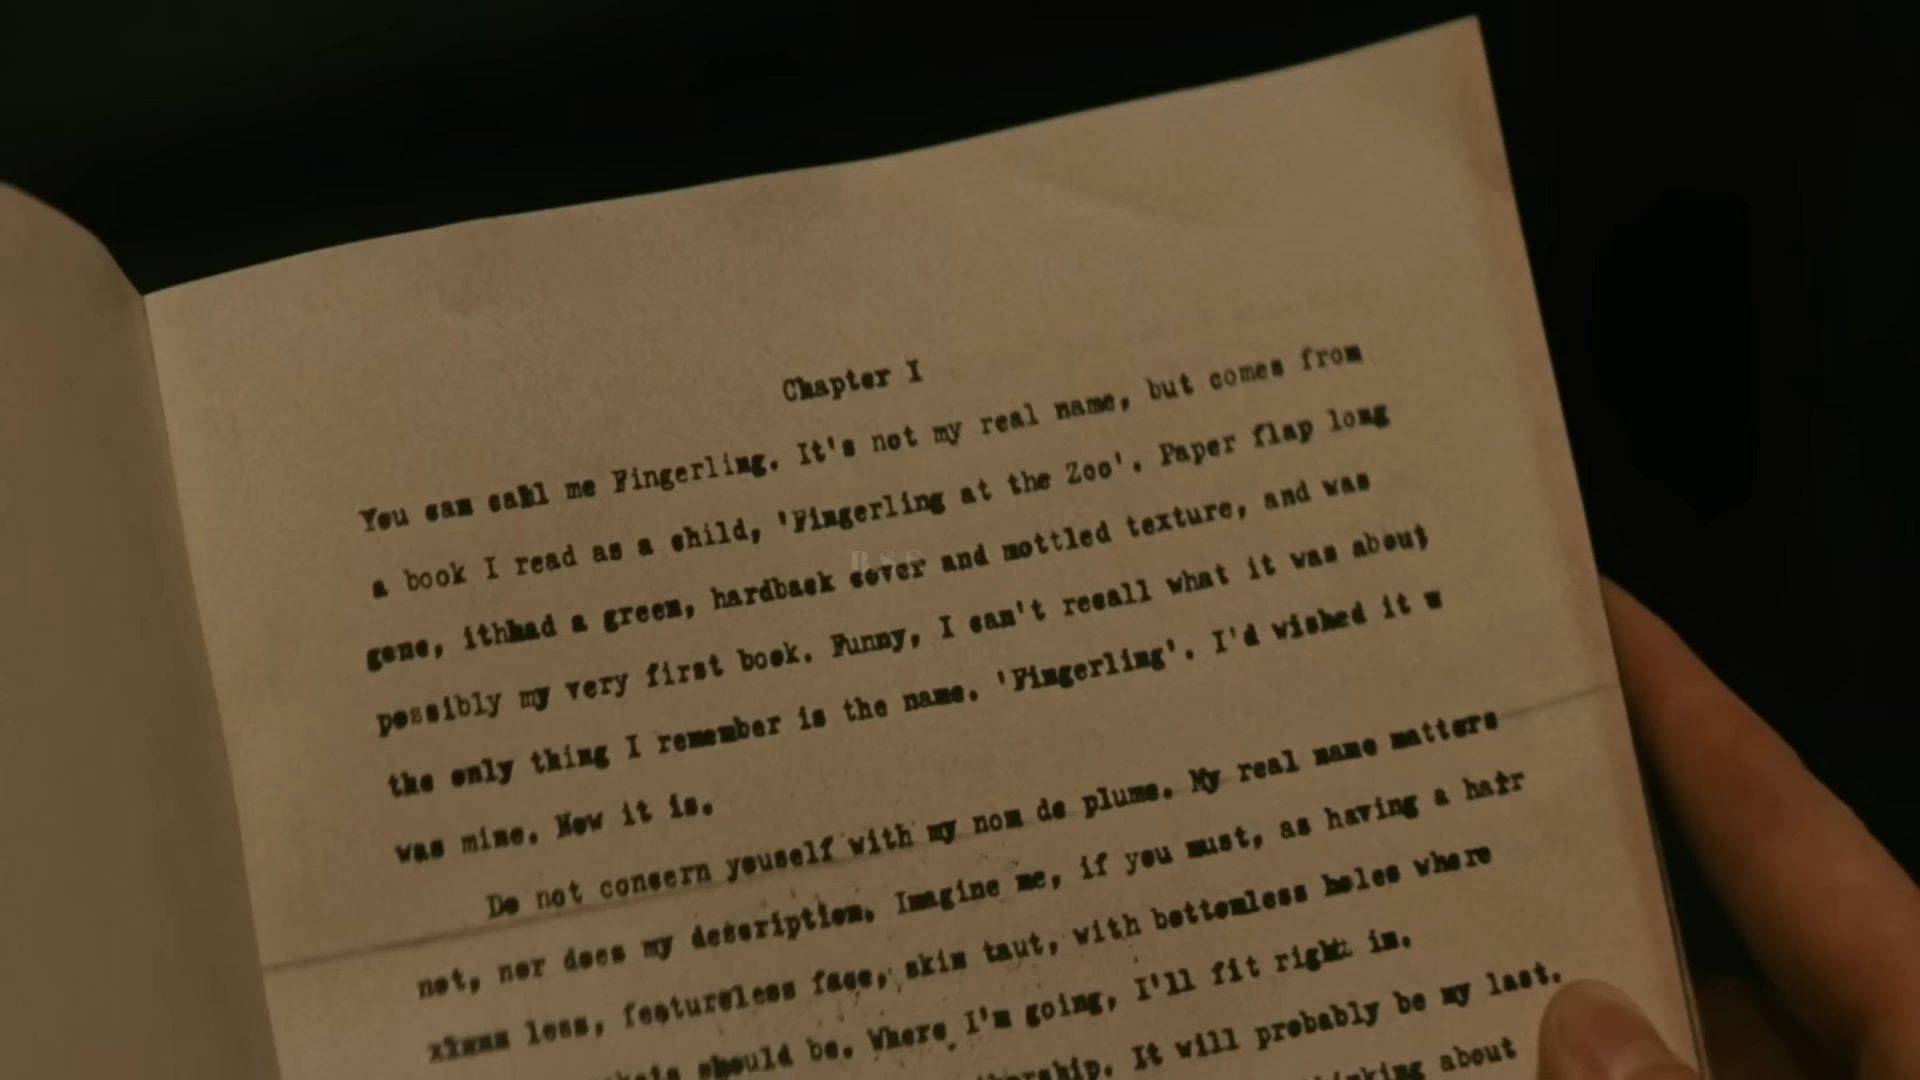 Chapter I
You can call me Fingerling. It's not my real name, but comes from
a book I read as a child, 'Fingerling at the Zoo'. Paper flap long
gone, ithhad a green, hardback cover and mottled texture, and was
possibly my very first book. Funny, I can't recall what it was about
the only thing I remember is the name. 'Fingerling'. I'd wished it w
was mine. Now it is.
Do not concern youself with my nom de plume. My real name matters
not, nor does my description. Imagine me, if you must, as having a hair
less, featureless face, skin taut, with bottomless holes where
should be. Where I'm going, I'll fit right in.
It will probably be my last.
about
B S S